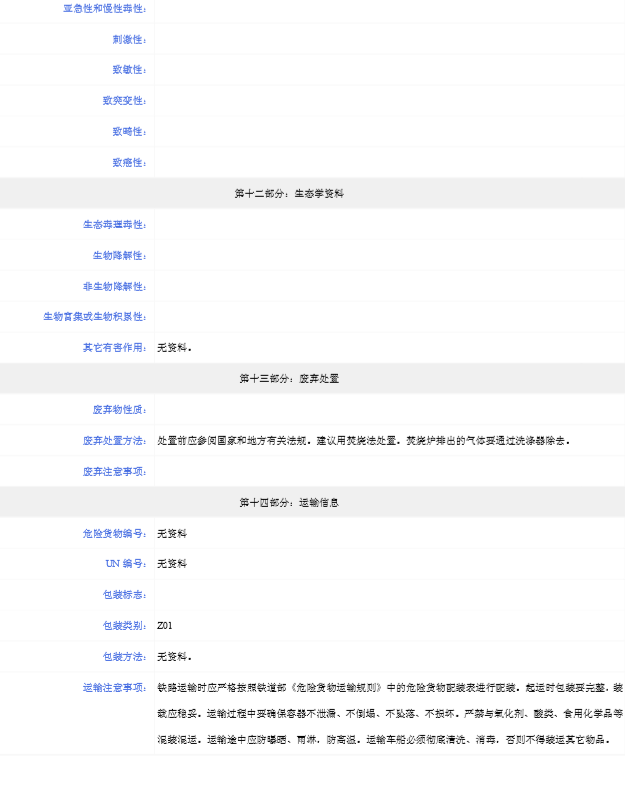 亚急性和慢性毒性：
刺激性：
致敏性：
致突变性：
致畸性：
致癌性：
第十二部分：生态学资料
生态毒理毒性：
生物降解性：
非生物降解性：
生物富集或生物积累性：
其它有害作用： 无资料。
第十三部分：废弃处置
废弃物性质：
废弃处置方法： 处置前应参阅国家和地方有关法规。建议用焚烧法处置。焚烧炉排出的气体要通过洗涤器除去。
废弃注意事项：
第十四部分：运输信息
危险货物编号： 无资料
UN 编号： 无资料
包装标志：
包装类别： Z01
包装方法： 无资料。
运输注意事项： 铁路运输时应严格按照铁道部《危险货物运输规则》中的危险货物配装表进行配装。起运时包装要完整，装
载应稳妥。运输过程中要确保容器不泄漏、不倒塌、不坠落、不损坏。严禁与氧化剂、酸类、食用化学品等
混装混运。运输途中应防曝晒、雨淋，防高温。运输车船必须彻底清洗、消毒，否则不得装运其它物品。